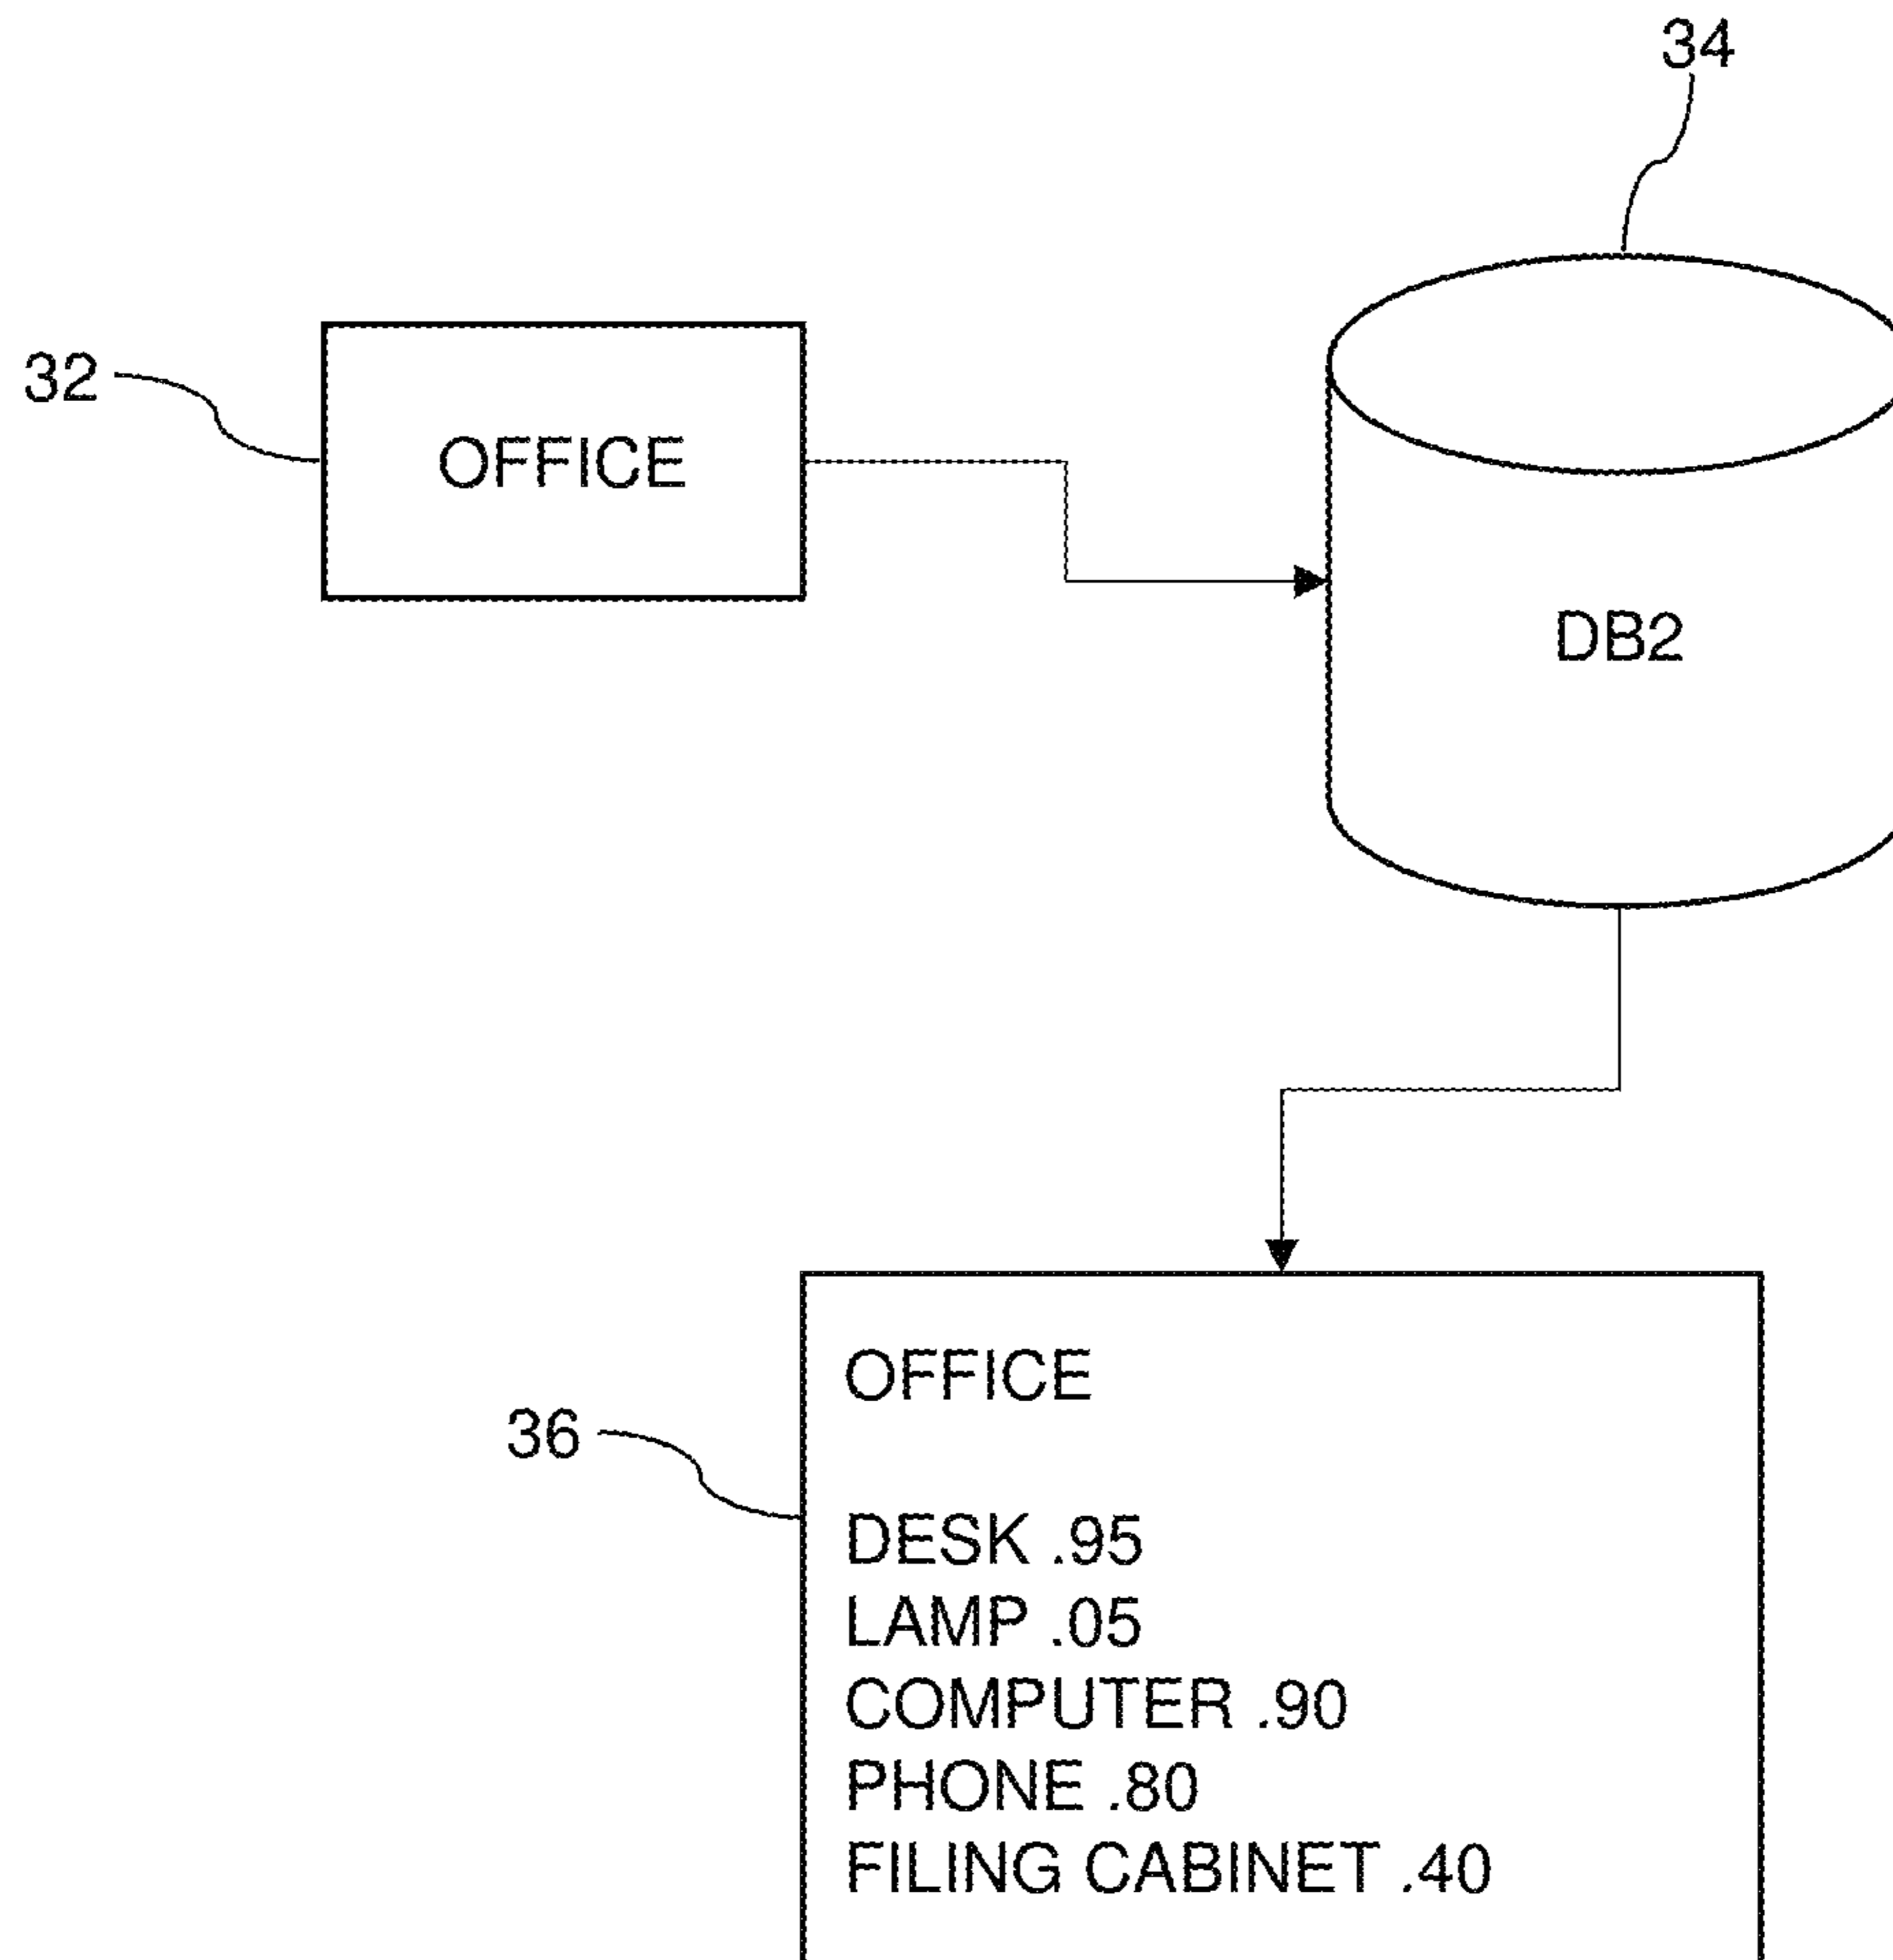 34
32
OFFICE
DB2
OFFICE
36
DESK .95
LAMP .05
COMPUTER .90
PHONE .80
FILING CABINET .40